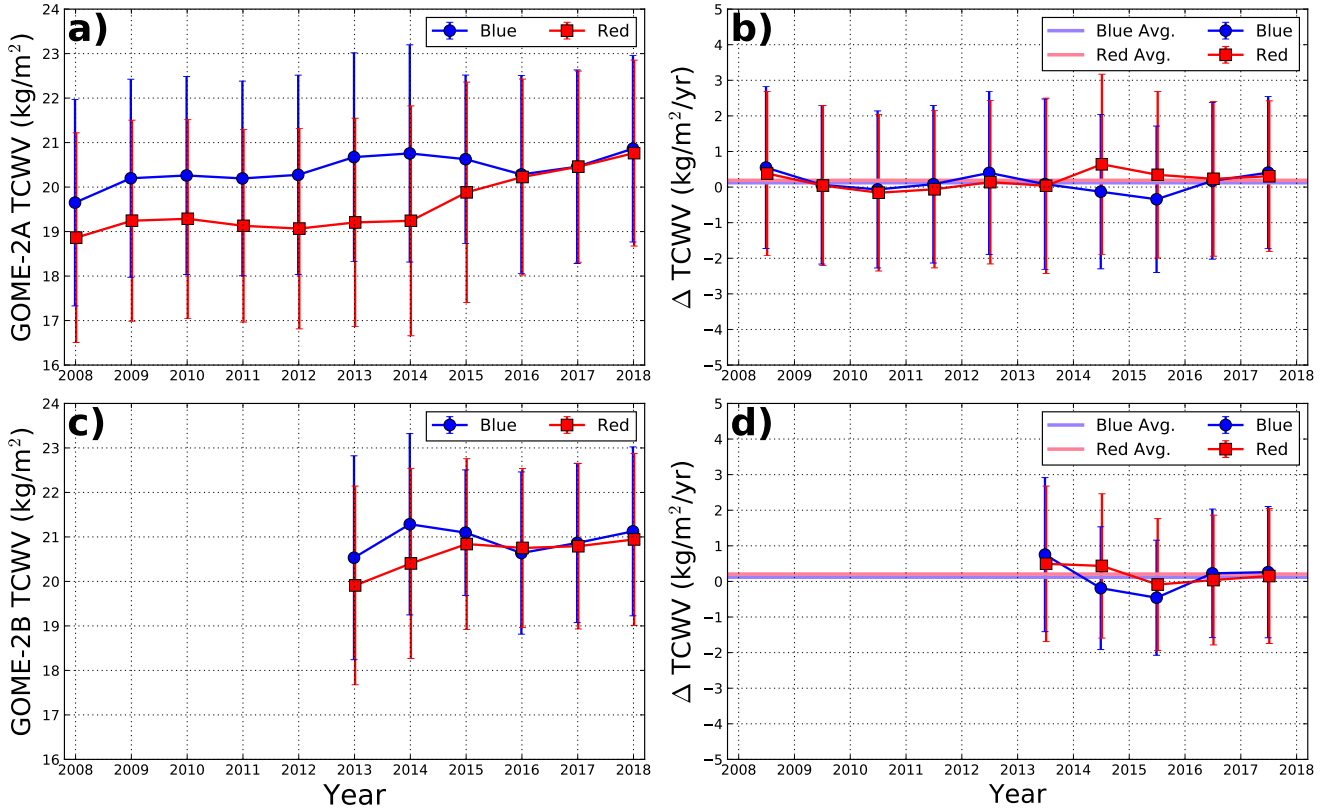 a)
Blue
Red
GOME-2A TCWV (kg/m²)
24
23
22
21
20
19
18
17
16
2008 2009 2010 2011 2012 2013 2014 2015 2016 2017 2018
b)
Blue Avg.
Blue
Red Avg.
Red
Δ TCWV (kg/m²/yr)
5
4
3
2
1
0
−1
−2
−3
−4
−5
2008 2009 2010 2011 2012 2013 2014 2015 2016 2017 2018
c)
Blue
Red
GOME-2B TCWV (kg/m²)
24
23
22
21
20
19
18
17
16
2008 2009 2010 2011 2012 2013 2014 2015 2016 2017 2018
Year
d)
Blue Avg.
Blue
Red Avg.
Red
Δ TCWV (kg/m²/yr)
5
4
3
2
1
0
−1
−2
−3
−4
−5
2008 2009 2010 2011 2012 2013 2014 2015 2016 2017 2018
Year